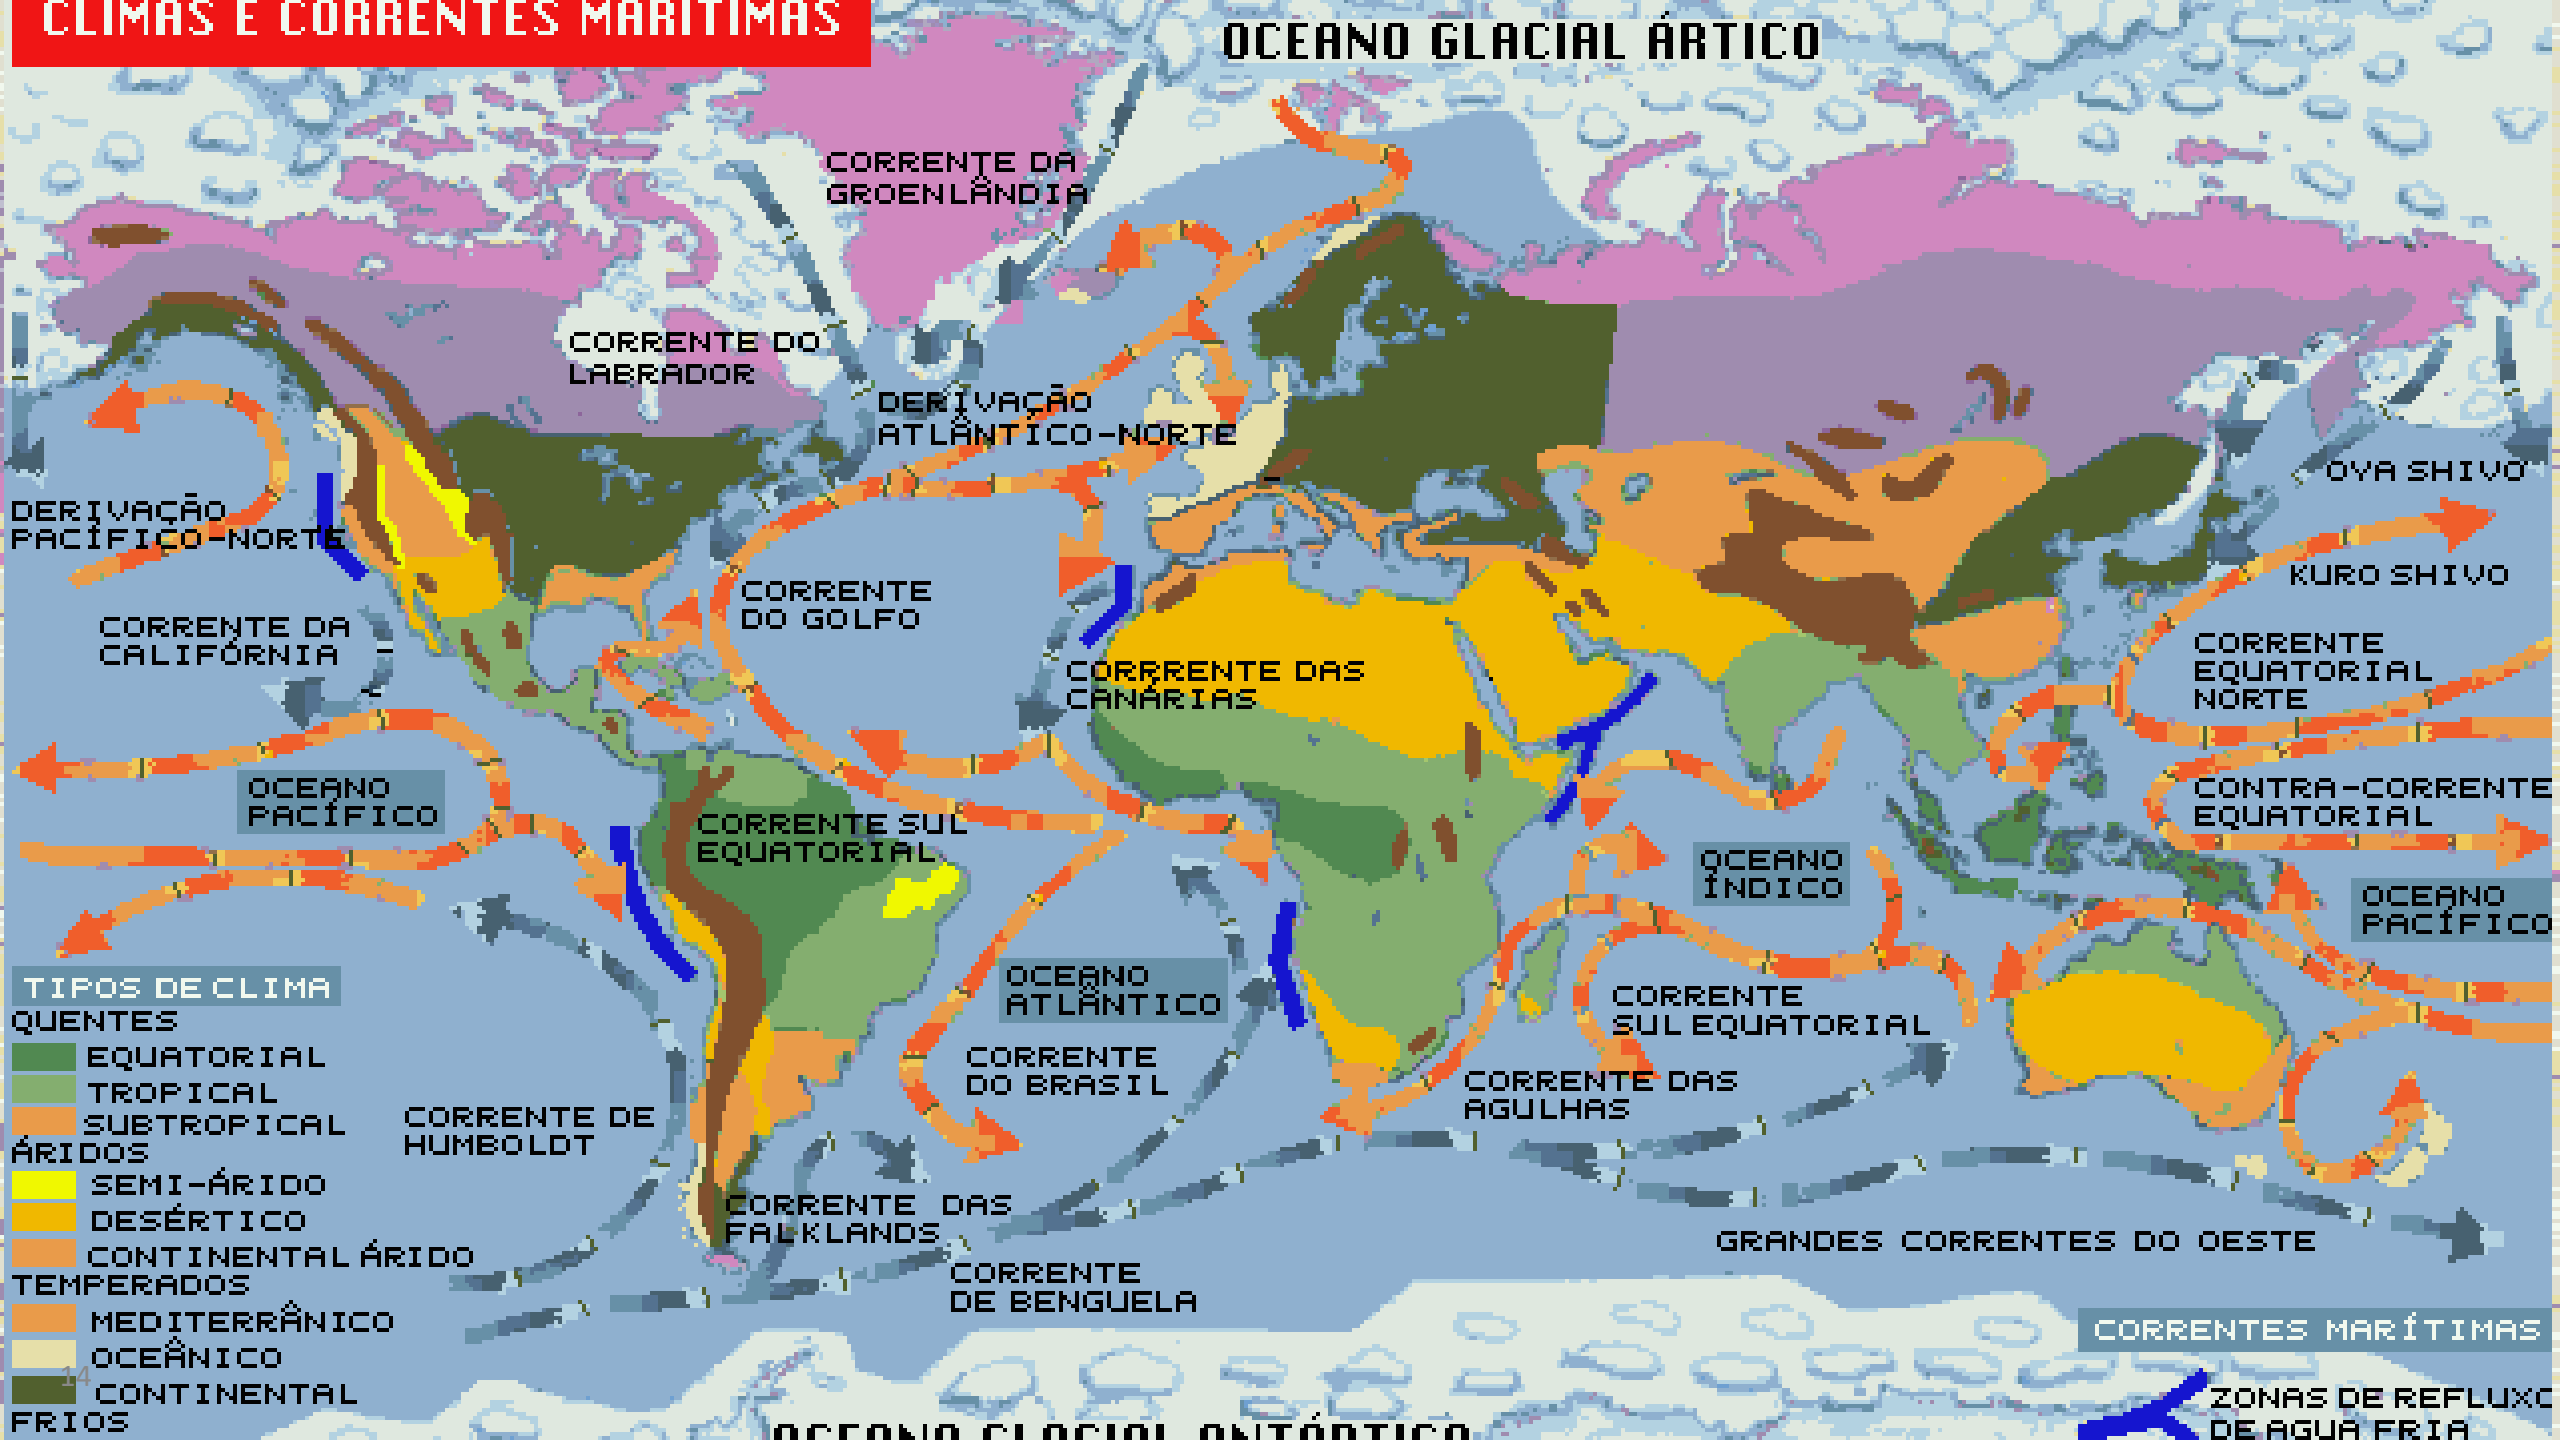 CLIMAS E CORRENTES MARÍTIMAS
OCEANO GLACIAL ÁRTICO
CORRENTE DA
GROENLÂNDIA
CORRENTE DO
LABRADOR
DERIVAÇÃO
ATLÂNTICO-NORTE
OYA SHIVO
DERIVAÇÃO
PACÍFICO-NORTE
KURO SHIVO
CORRENTE
DO GOLFO
CORRENTE DA
CALIFÓRNIA
CORRENTE
EQUATORIAL
NORTE
CORRRENTE DAS
CANÁRIAS
OCEANO
PACÍFICO
CONTRA-CORRENTE
EQUATORIAL
CORRENTE SUL
EQUATORIAL
OCEANO
ÍNDICO
OCEANO
PACÍFICO
OCEANO
ATLÂNTICO
CORRENTE
SUL EQUATORIAL
CORRENTE
DO BRASIL
CORRENTE DAS
AGULHAS
CORRENTE DE
HUMBOLDT
CORRENTE DAS
FALKLANDS
GRANDES CORRENTES DO OESTE
CORRENTE
DE BENGUELA
TIPOS DE CLIMA
QUENTES
EQUATORIAL
TROPICAL
SUBTROPICAL
ÁRIDOS
SEMI-ÁRIDO
DESÉRTICO
CONTINENTAL ÁRIDO
TEMPERADOS
MEDITERRÂNICO
OCEÂNICO
14
CONTINENTAL
FRIOS
OCEANO GLACIAL ANTÁRTICO
CORRENTES MARÍTIMAS
ZONAS DE REFLUXO
DE AGUA FRIA